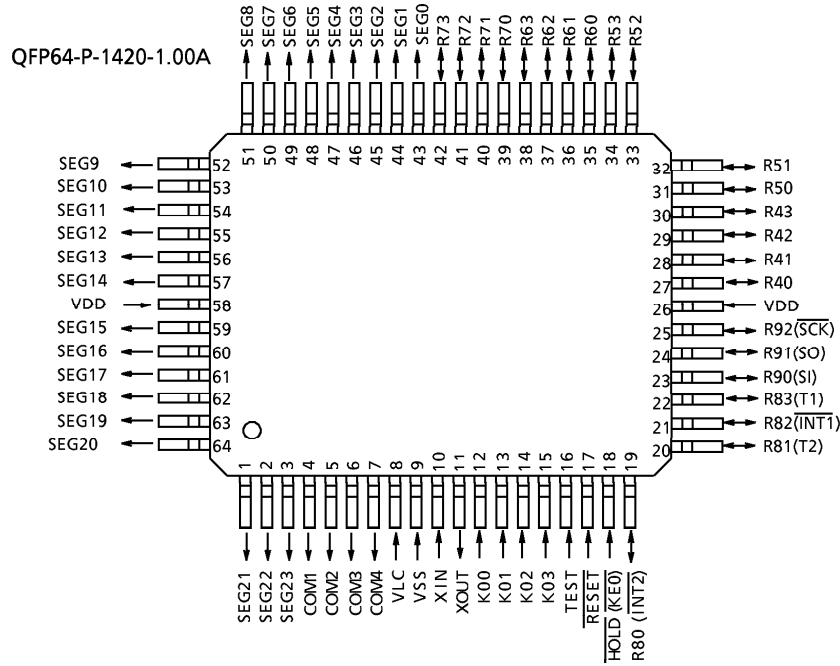 QFP64-P-1420-1.00A
SEG8
SEG7
SEG6
SEG5
SEG4
SEG3
SEG2
SEG1
SEG0
R73
R72
R71
R70
R63
R62
R61
R60
R53
R52
51 50 49 48 47 46 45 44 43 42 41 40 39 38 37 36 35 34 33
SEG9 52
SEG10 53
SEG11 54
SEG12 55
SEG13 56
SEG14 57
VDD 58
SEG15 59
SEG16 60
SEG17 61
SEG18 62
SEG19 63
SEG20 64
32 R51
31 R50
30 R43
29 R42
28 R41
27 R40
26 VDD
25 R92(SCK)
24 R91(SO)
23 R90(SI)
22 R83(T1)
21 R82(INT1)
20 R81(T2)
1 2 3 4 5 6 7 8 9 10 11 12 13 14 15 16 17 18 19
SEG21
SEG22
SEG23
COM1
COM2
COM3
COM4
VLC
VSS
XIN
XOUT
K00
K01
K02
K03
TEST
RESET
HOLD (KE0)
R80 (INT2)